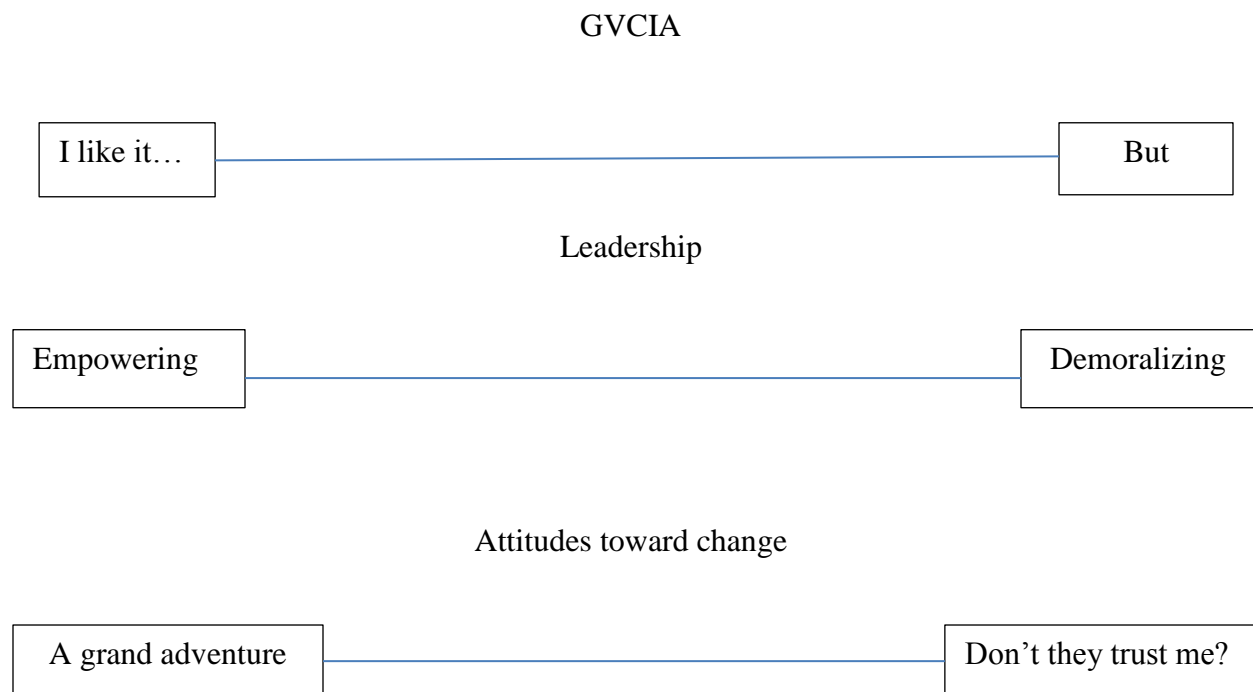 GVCIA
I like it…
But
Leadership
Empowering
Demoralizing
Attitudes toward change
A grand adventure
Don’t they trust me?